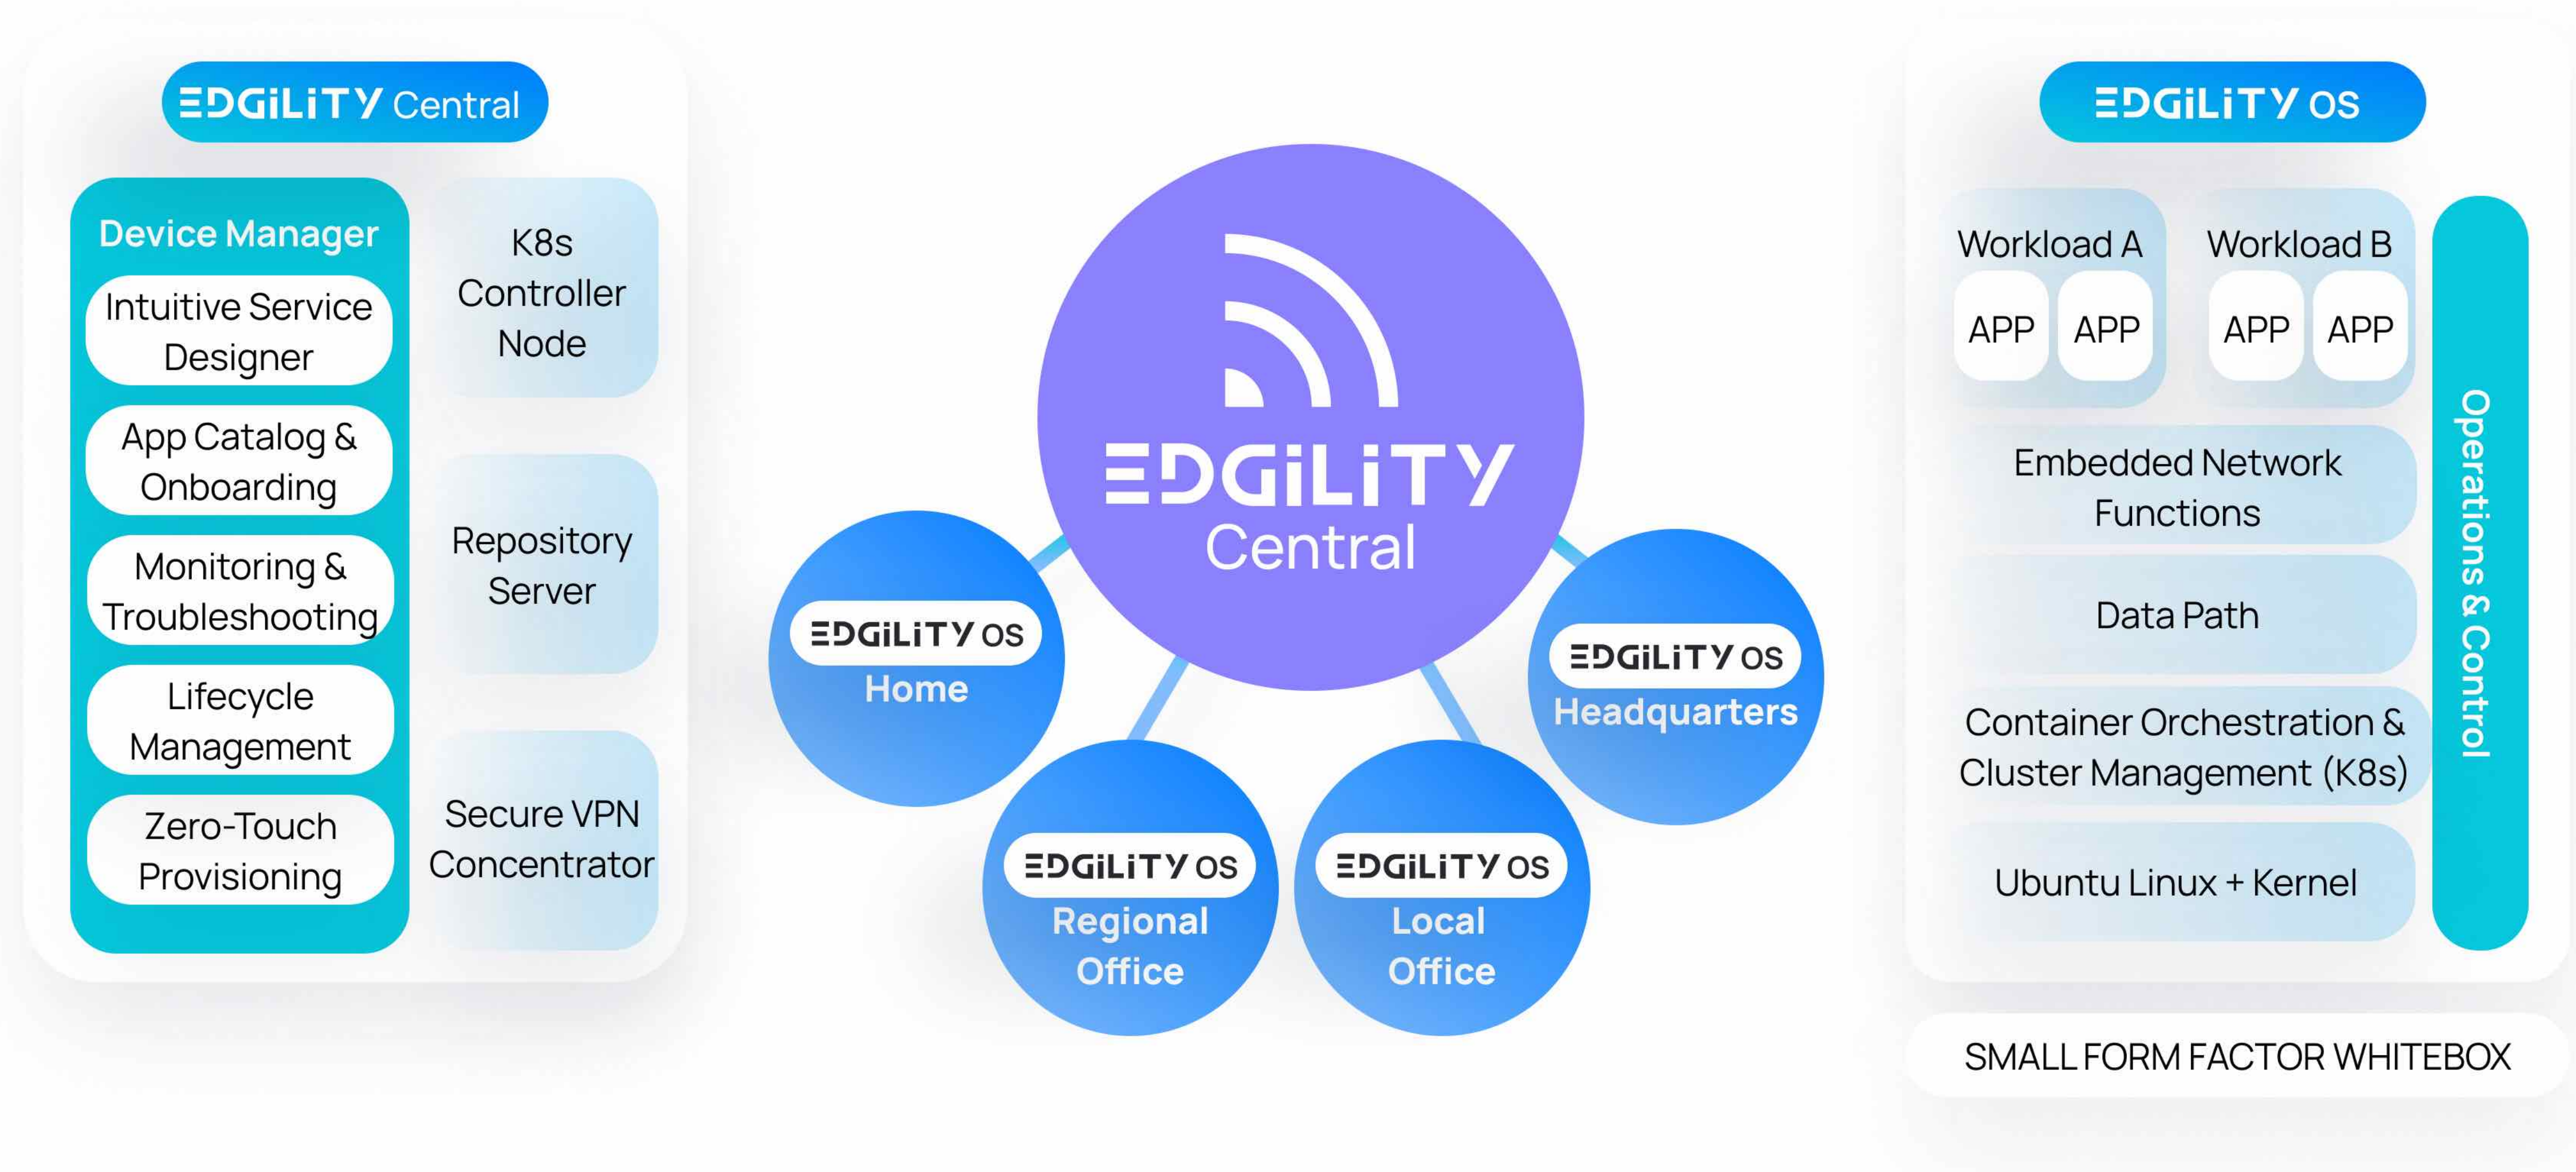 EDGiLiTY Central
Device Manager
Intuitive Service
Designer
App Catalog &
Onboarding
Monitoring &
Troubleshooting
Lifecycle
Management
Zero-Touch
Provisioning
K8s
Controller
Node
Repository
Server
Secure VPN
Concentrator
EDGiLiTY
Central
EDGiLiTY OS
Home
EDGiLiTY OS
Regional
Office
EDGiLiTY OS
Local
Office
EDGiLiTY OS
Headquarters
EDGiLiTY OS
Workload A
APP APP
Workload B
APP APP
Embedded Network
Functions
Data Path
Container Orchestration &
Cluster Management (K8s)
Ubuntu Linux + Kernel
Operations & Control
SMALL FORM FACTOR WHITEBOX